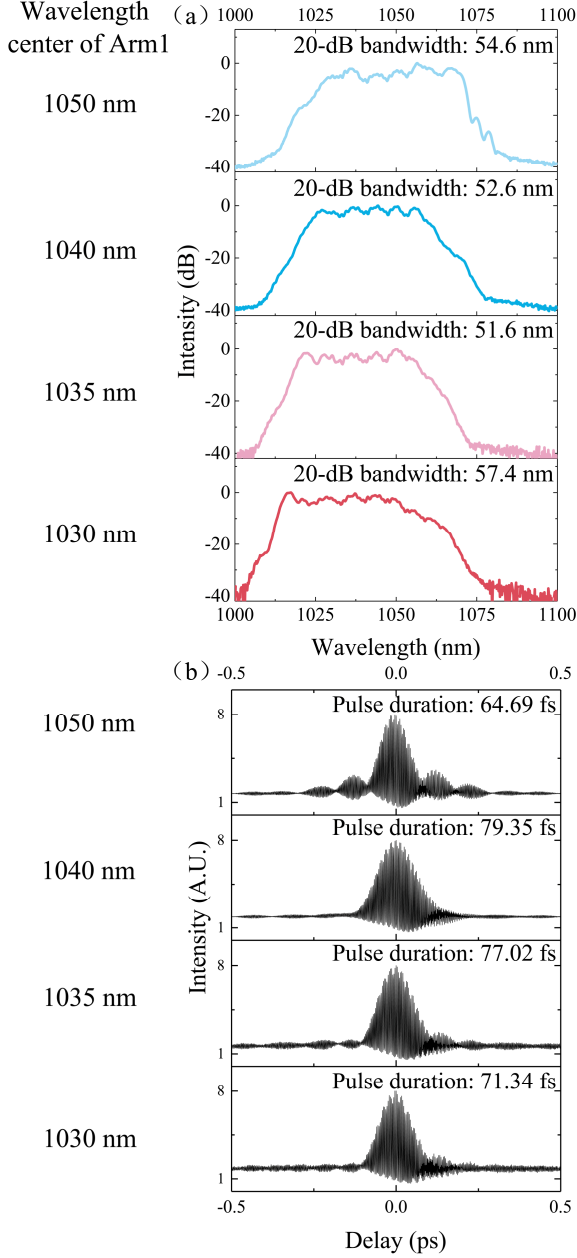 Wavelength
center of Arm1
(a)
1000 1025 1050 1075 1100
1050 nm
20-dB bandwidth: 54.6 nm
0
-20
-40
1040 nm
20-dB bandwidth: 52.6 nm
0
-20
-40
Intensity (dB)
1035 nm
20-dB bandwidth: 51.6 nm
0
-20
-40
1030 nm
20-dB bandwidth: 57.4 nm
0
-20
-40
1000 1025 1050 1075 1100
Wavelength (nm)
(b)
-0.5 0.0 0.5
1050 nm
Pulse duration: 64.69 fs
8
1
1040 nm
Pulse duration: 79.35 fs
8
1
Intensity (A.U.)
1035 nm
Pulse duration: 77.02 fs
8
1
1030 nm
Pulse duration: 71.34 fs
8
1
-0.5 0.0 0.5
Delay (ps)